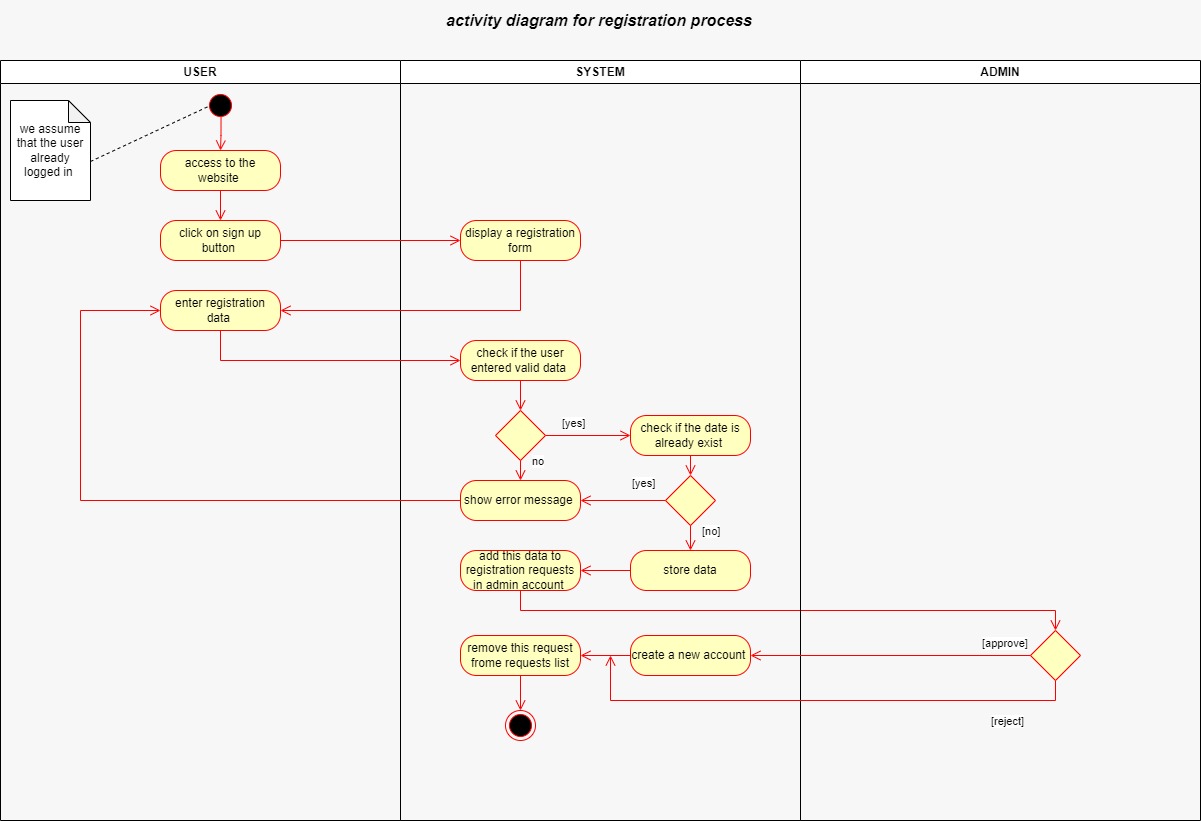 activity diagram for registration process
USER
SYSTEM
ADMIN
we assume
that the user
already
logged in
access to the
website
click on sign up
button
display a registration
form
enter registration
data
check if the user
entered valid data
[yes]
no
check if the date is
already exist
[yes]
show error message
[no]
add this data to
registration requests
in admin account
store data
[approve]
remove this request
frome requests list
create a new account
[reject]